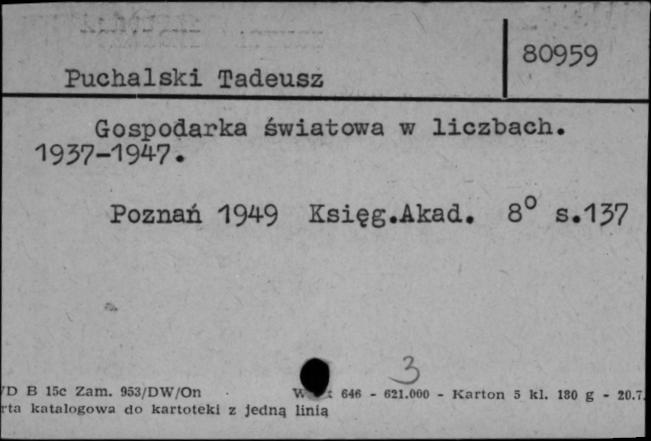 80959
Puchalski Tadeusz
Gospodarka światowa w liczbach.
1937-1947.
Poznań 1949 Księg.Akad. 8° s.137
3
/D B 15c Zam. 953/DW/On 646 - 621.000 - Karton 5 kl. 180 g - 20.7.
rta katalogowa do kartoteki z jedną linią